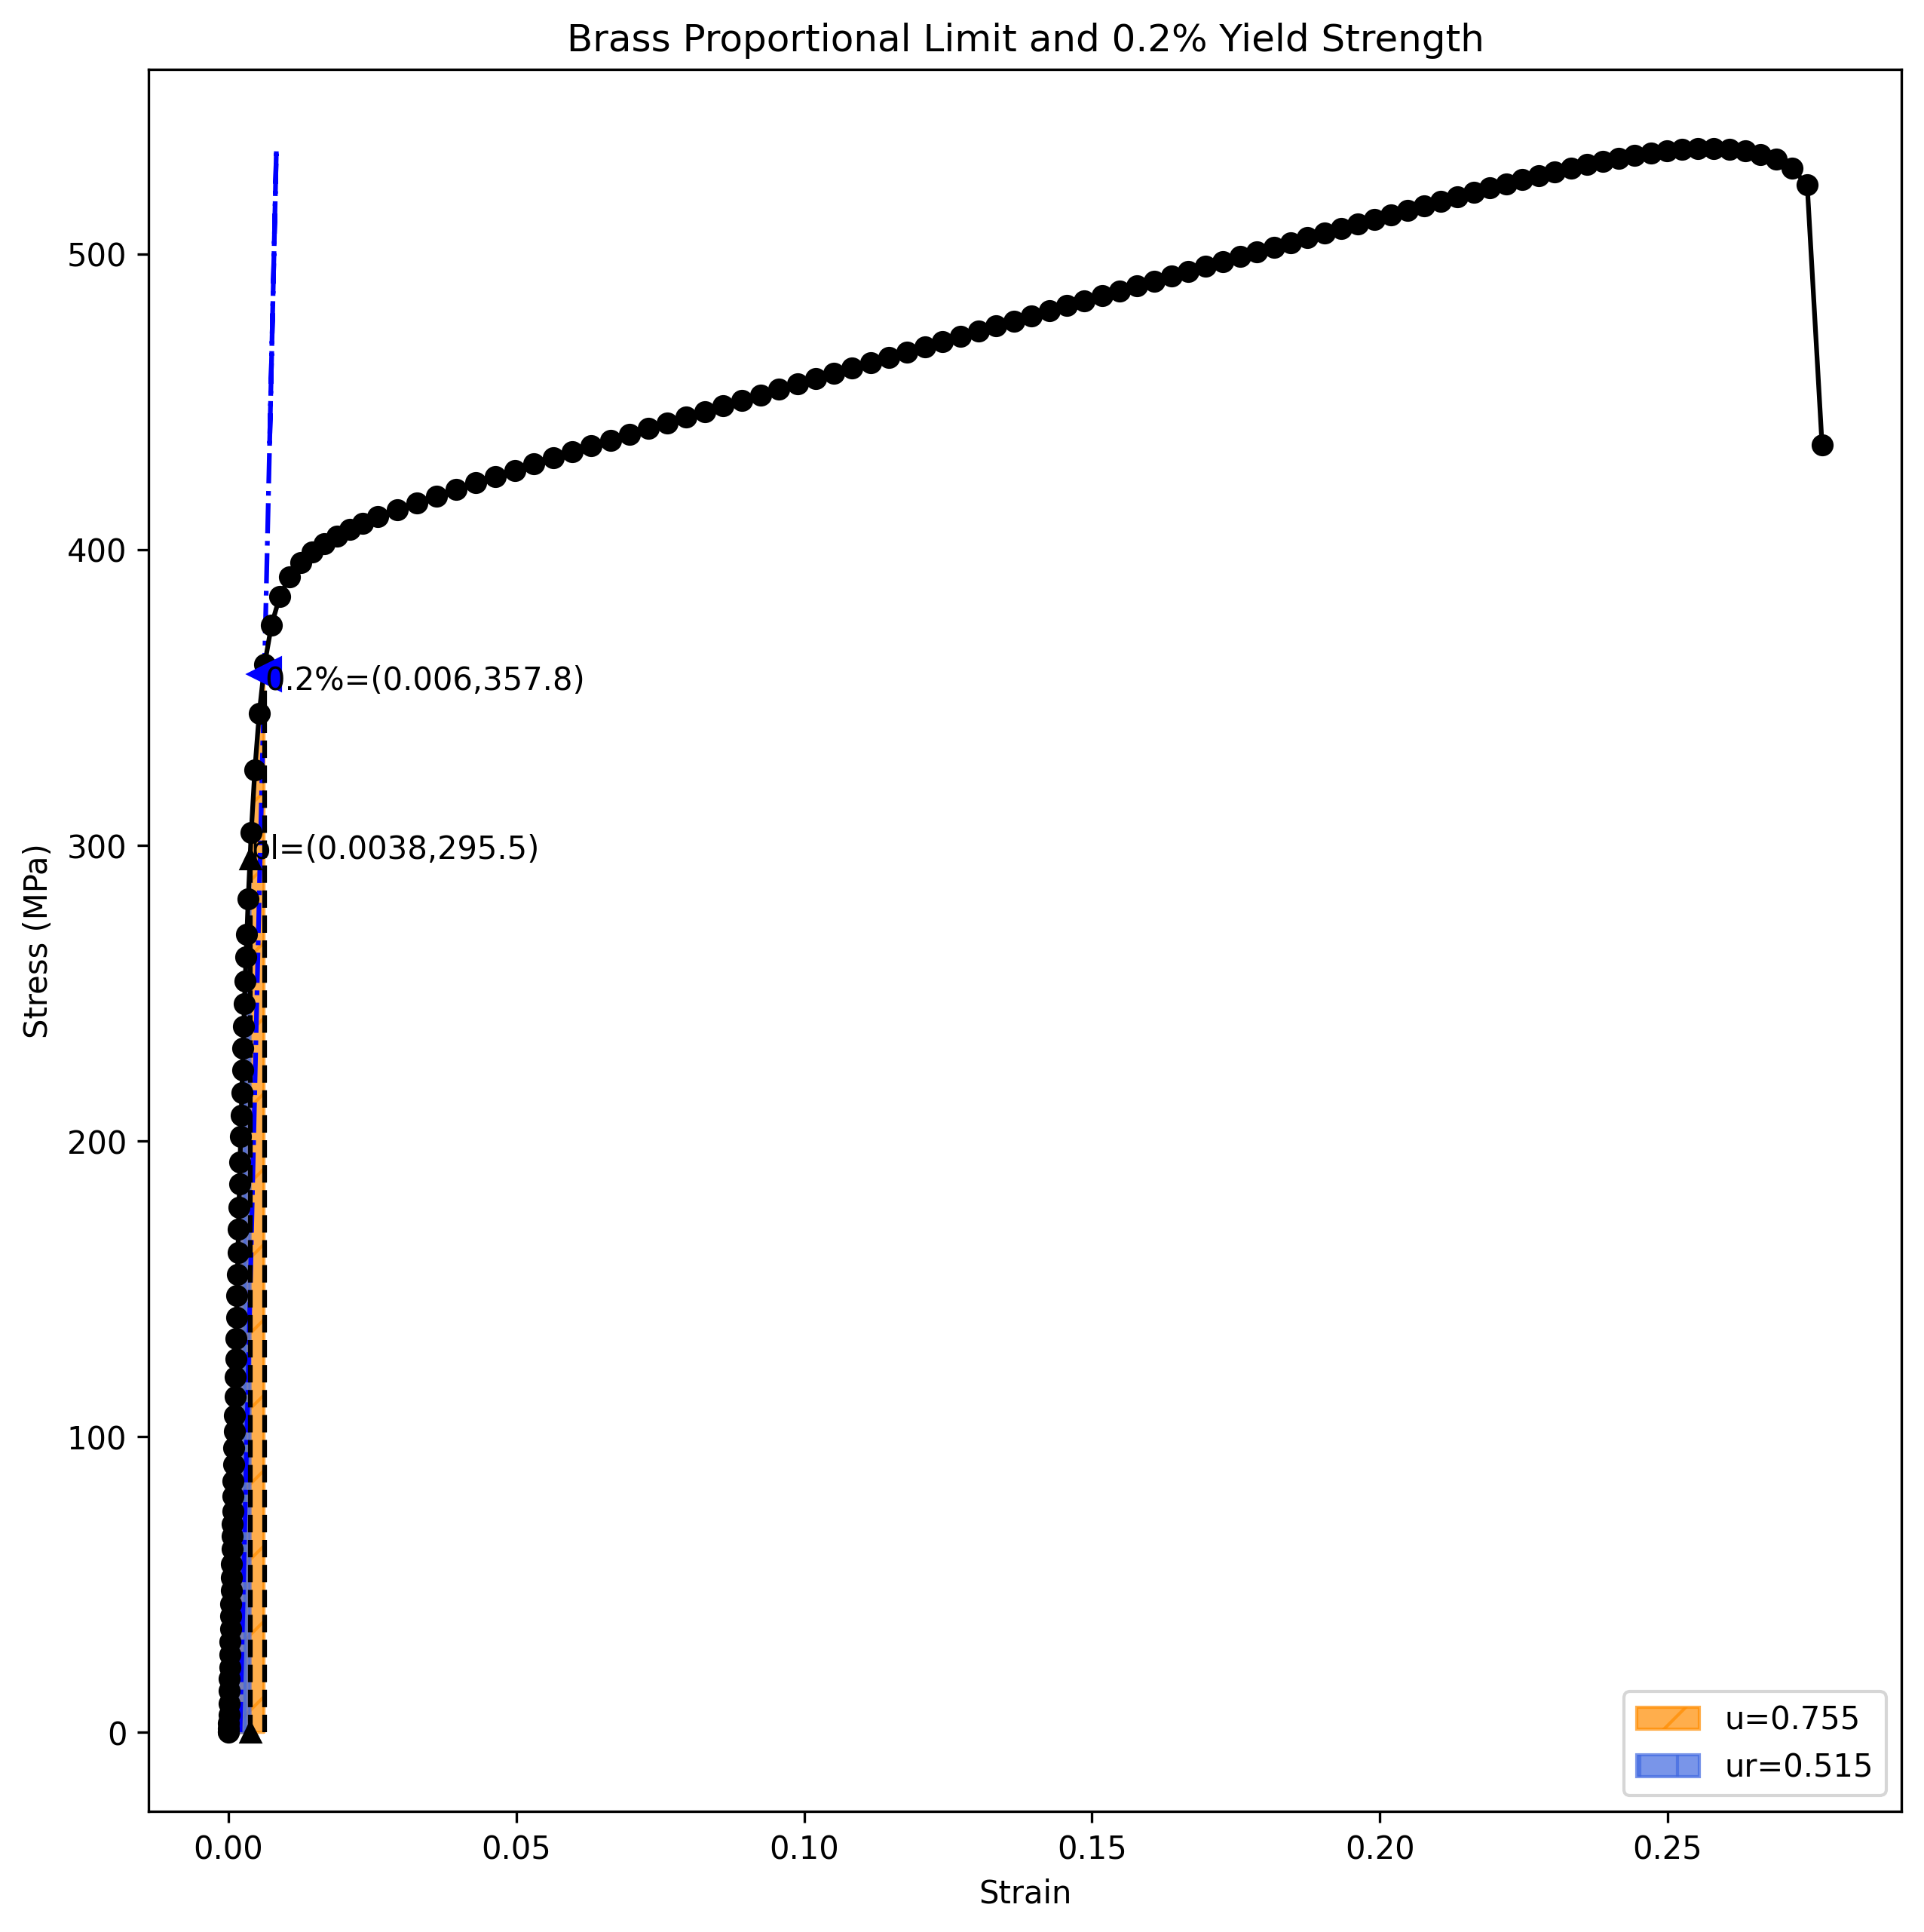 Brass Proportional Limit and 0.2% Yield Strength
Stress (MPa)
500
400
300
200
100
0
0.2%=(0.006,357.8)
pl=(0.0038,295.5)
u=0.755
ur=0.515
0.00 0.05 0.10 0.15 0.20 0.25
Strain